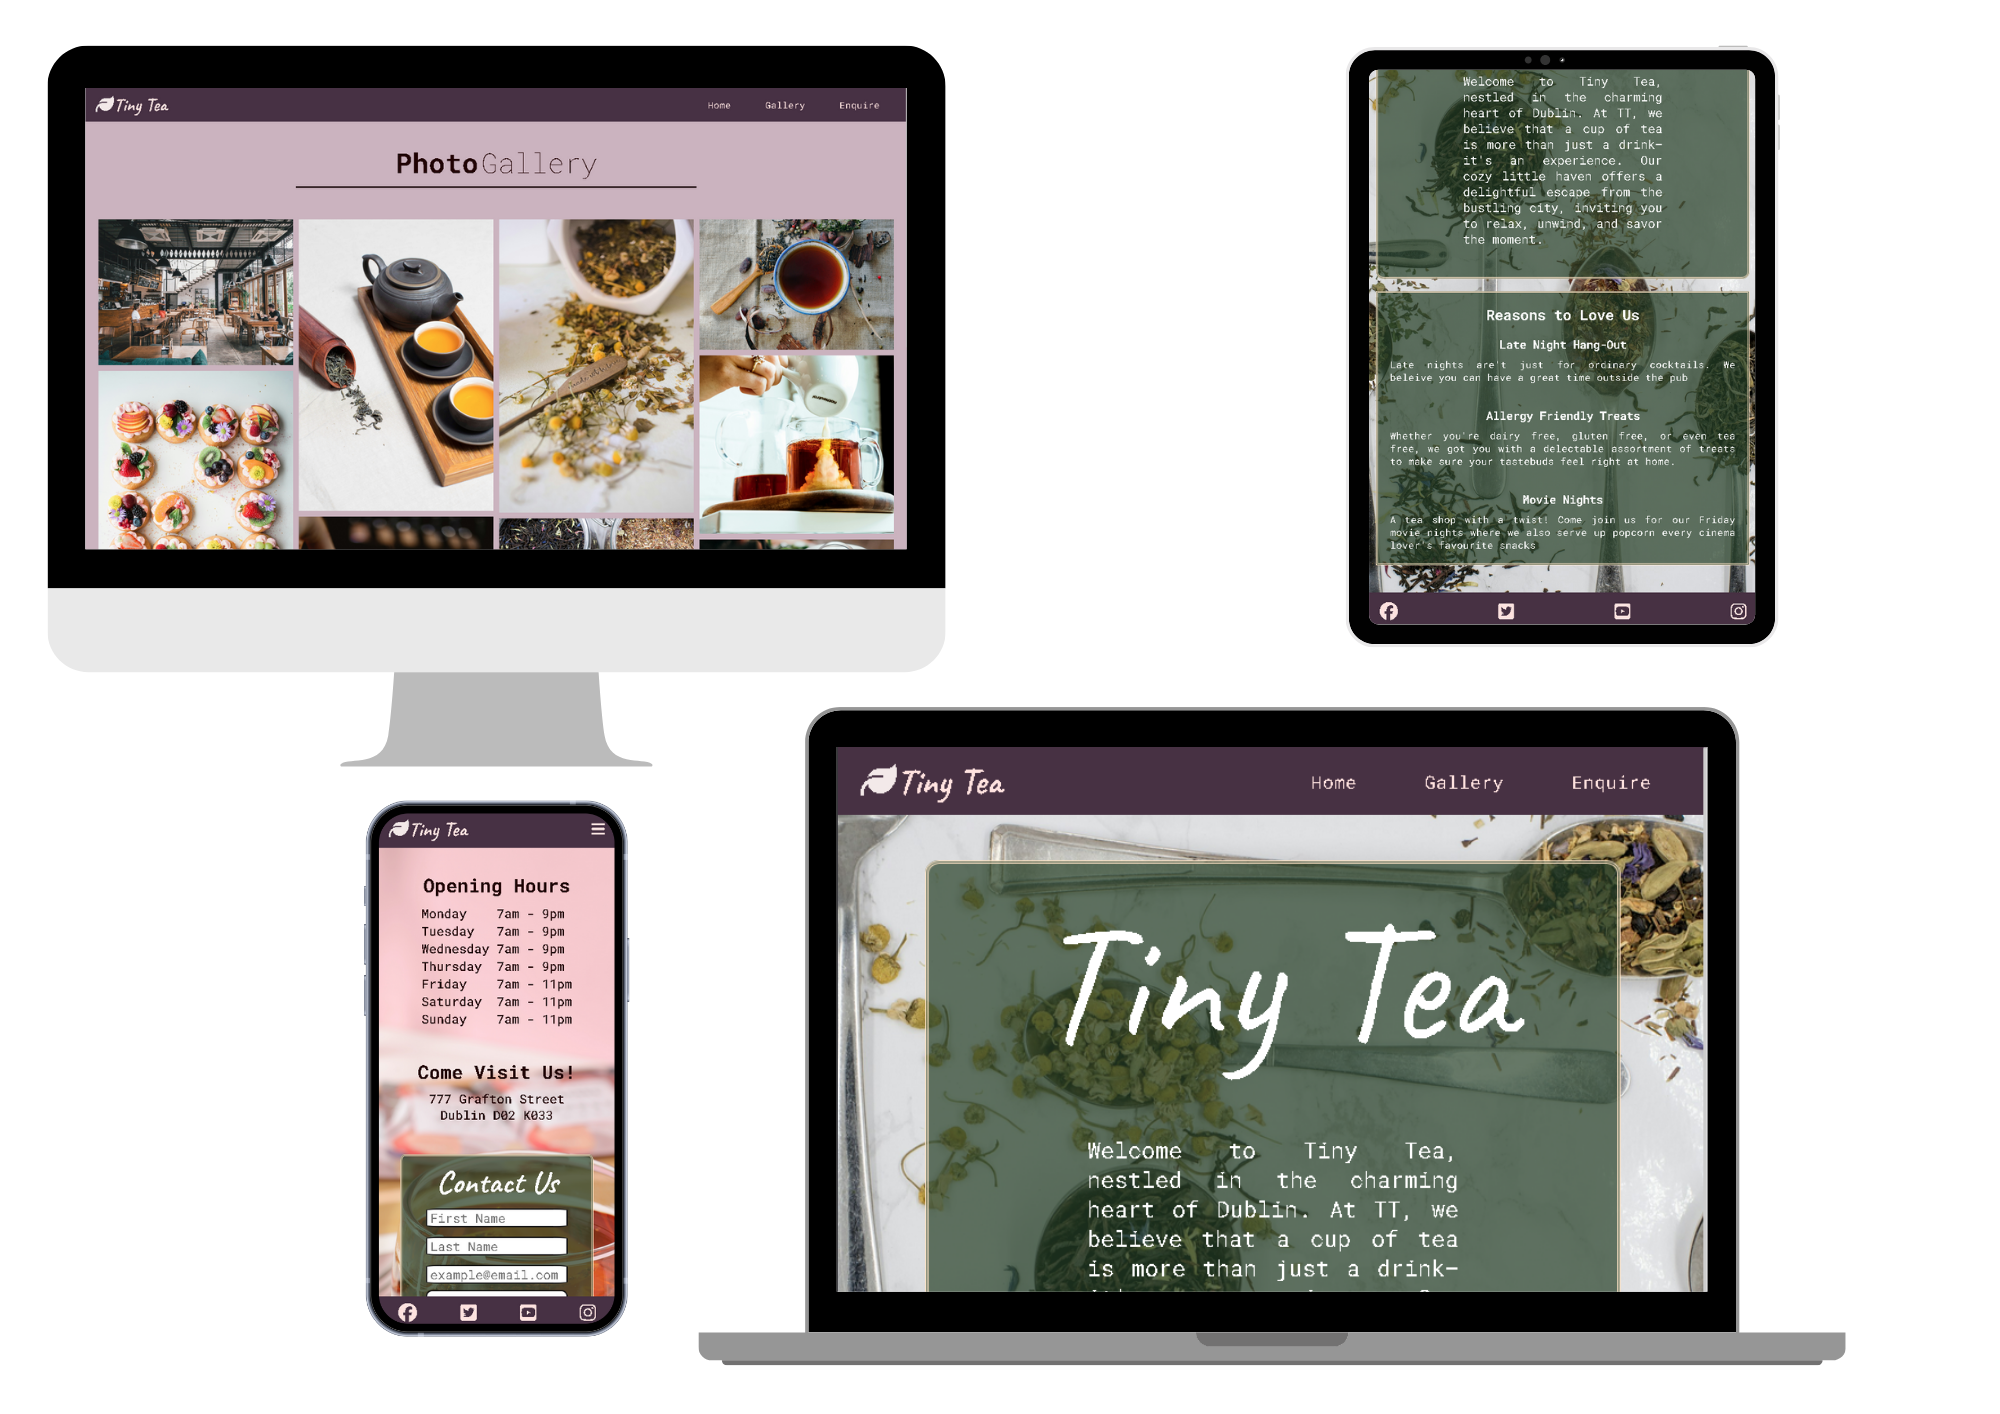 Tiny Tea
Home Gallery Enquire
PhotoGallery
Welcome to Tiny Tea,
nestled in the charming
heart of Dublin. At TT, we
believe that a cup of tea
is more than just a drink—
it's an experience. Our
cozy little haven offers a
delightful escape from the
bustling city, inviting you
to relax, unwind, and savor
the moment.
Reasons to Love Us
Late Night Hang-Out
Late nights are't just for ordinary cocktails. We
beleive you can have a great time outside the pub
Allergy Friendly Treats
Whether you're dairy free, gluten free, or even tea
free, we got you with a delectable assortment of treats
to make sure your tastebuds feel right at home.
Movie Nights
A tea shop with a twist! Come join us for our Friday
movie nights where we also serve up popcorn every cinema
lover's favourite snacks
Tiny Tea
Opening Hours
Monday 7am - 9pm
Tuesday 7am - 9pm
Wednesday 7am - 9pm
Thursday 7am - 9pm
Friday 7am - 11pm
Saturday 7am - 11pm
Sunday 7am - 11pm
Come Visit Us!
777 Grafton Street
Dublin D02 K033
Contact Us
First Name
Last Name
example@email.com
Tiny Tea
Home Gallery Enquire
Tiny Tea
Welcome to Tiny Tea,
nestled in the charming
heart of Dublin. At TT, we
believe that a cup of tea
is more than just a drink—